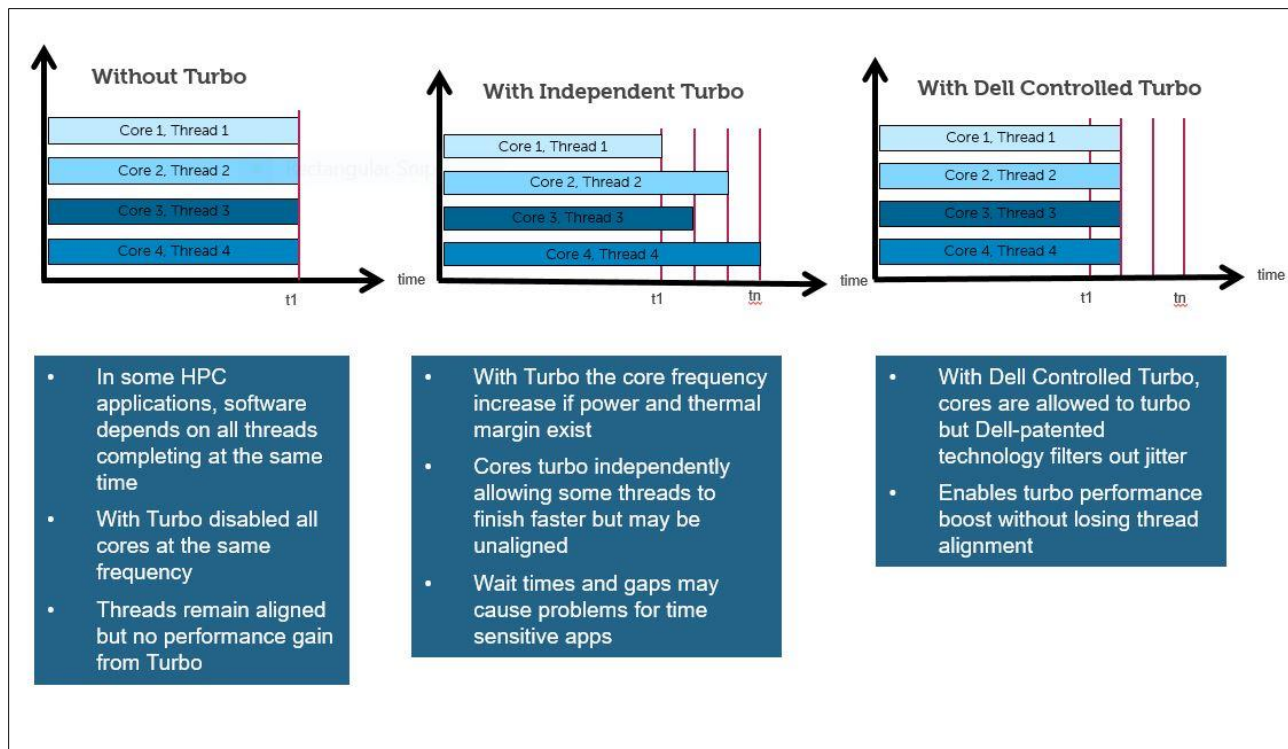 Without Turbo
Core 1, Thread 1
Core 2, Thread 2
Core 3, Thread 3
Core 4, Thread 4
time
t1
With Independent Turbo
Core 1, Thread 1
Core 2, Thread 2
Core 3, Thread 3
Core 4, Thread 4
time
t1
tn
With Dell Controlled Turbo
Core 1, Thread 1
Core 2, Thread 2
Core 3, Thread 3
Core 4, Thread 4
time
t1
tn
Rectangular Snip
• In some HPC
applications, software
depends on all threads
completing at the same
time
• With Turbo disabled all
cores at the same
frequency
• Threads remain aligned
but no performance gain
from Turbo
• With Turbo the core frequency
increase if power and thermal
margin exist
• Cores turbo independently
allowing some threads to
finish faster but may be
unaligned
• Wait times and gaps may
cause problems for time
sensitive apps
• With Dell Controlled Turbo,
cores are allowed to turbo
but Dell-patented
technology filters out jitter
• Enables turbo performance
boost without losing thread
alignment